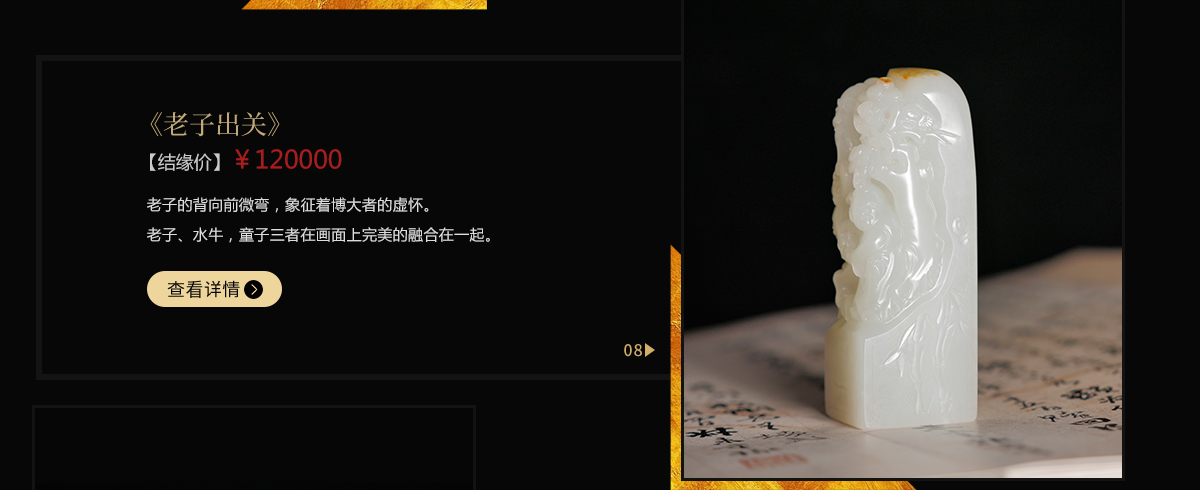 《老子出关》
【结缘价】￥120000
老子的背向前微弯，象征着博大者的虚怀。
老子、水牛，童子三者在画面上完美的融合在一起。
查看详情
08